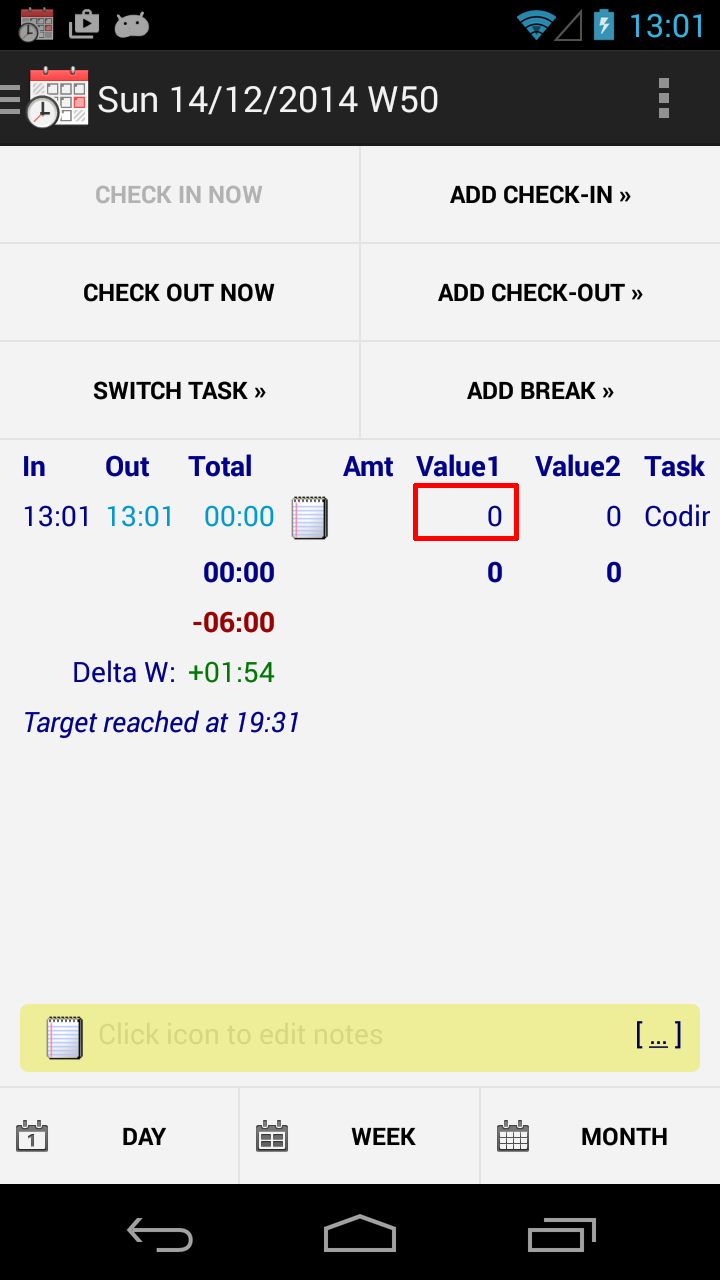 13:01
Sun 14/12/2014 W50
CHECK IN NOW
ADD CHECK-IN »
CHECK OUT NOW
ADD CHECK-OUT »
SWITCH TASK »
ADD BREAK »
In Out Total Amt Value1 Value2 Task
13:01 13:01 00:00 0 0 Codir
00:00 0 0
-06:00
Delta W: +01:54
Target reached at 19:31
Click icon to edit notes [ ... ]
1 DAY WEEK MONTH